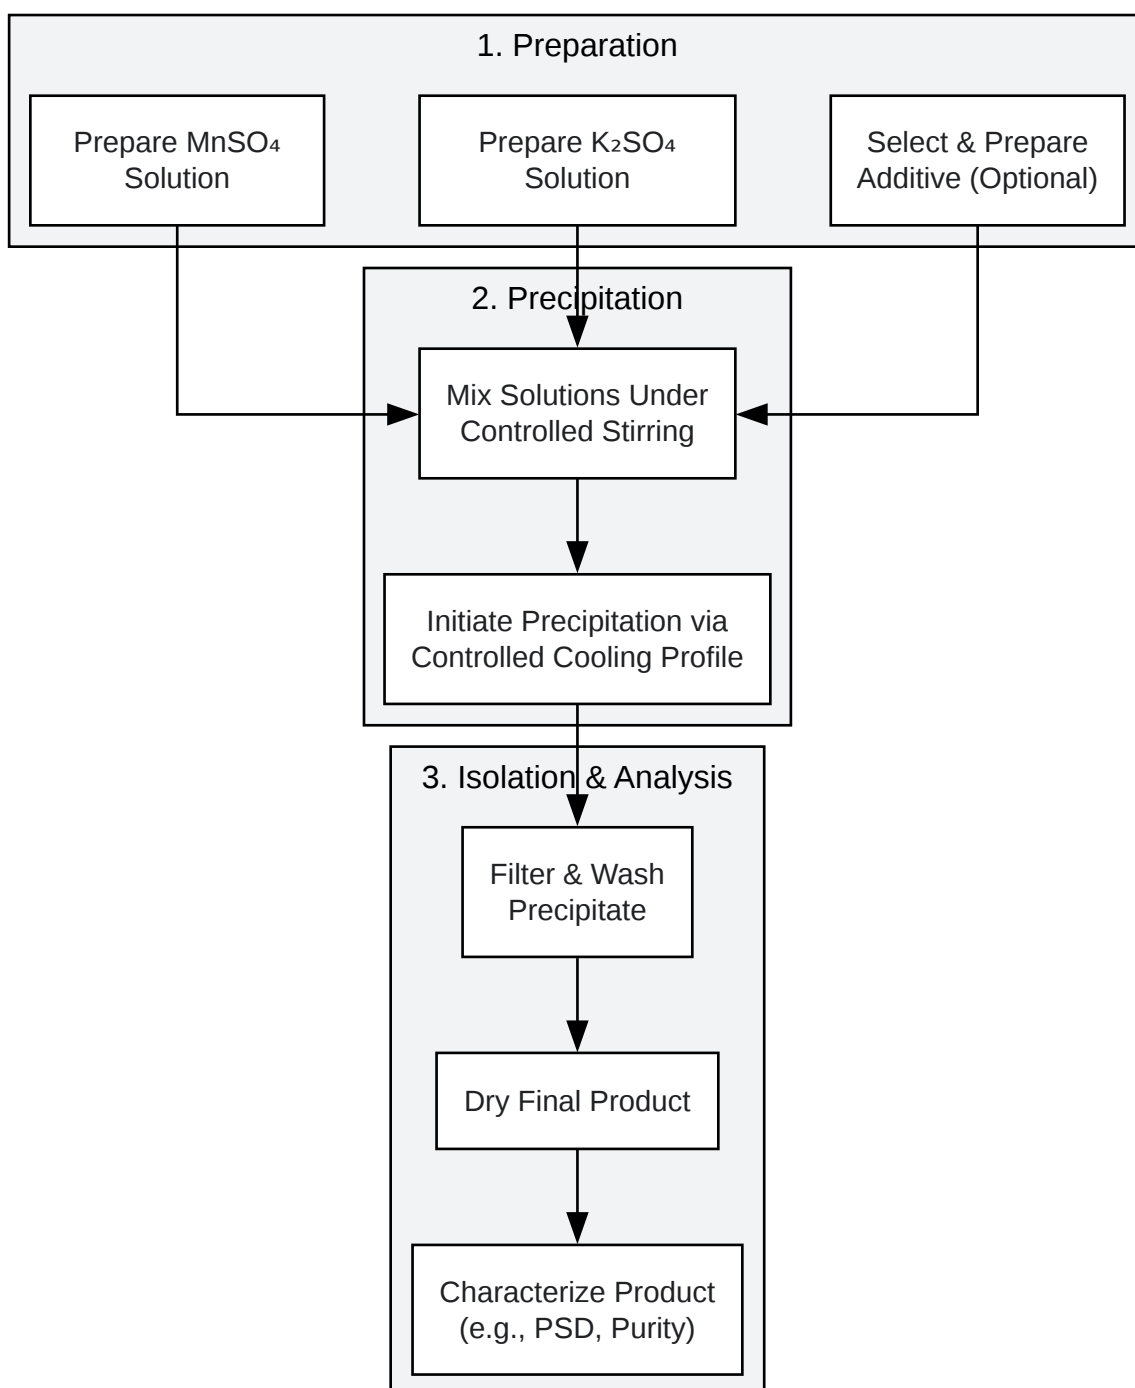 1. Preparation
Prepare MnSO₄
Solution
Prepare K₂SO₄
Solution
Select & Prepare
Additive (Optional)
2. Precipitation
Mix Solutions Under
Controlled Stirring
Initiate Precipitation via
Controlled Cooling Profile
3. Isolation & Analysis
Filter & Wash
Precipitate
Dry Final Product
Characterize Product
(e.g., PSD, Purity)